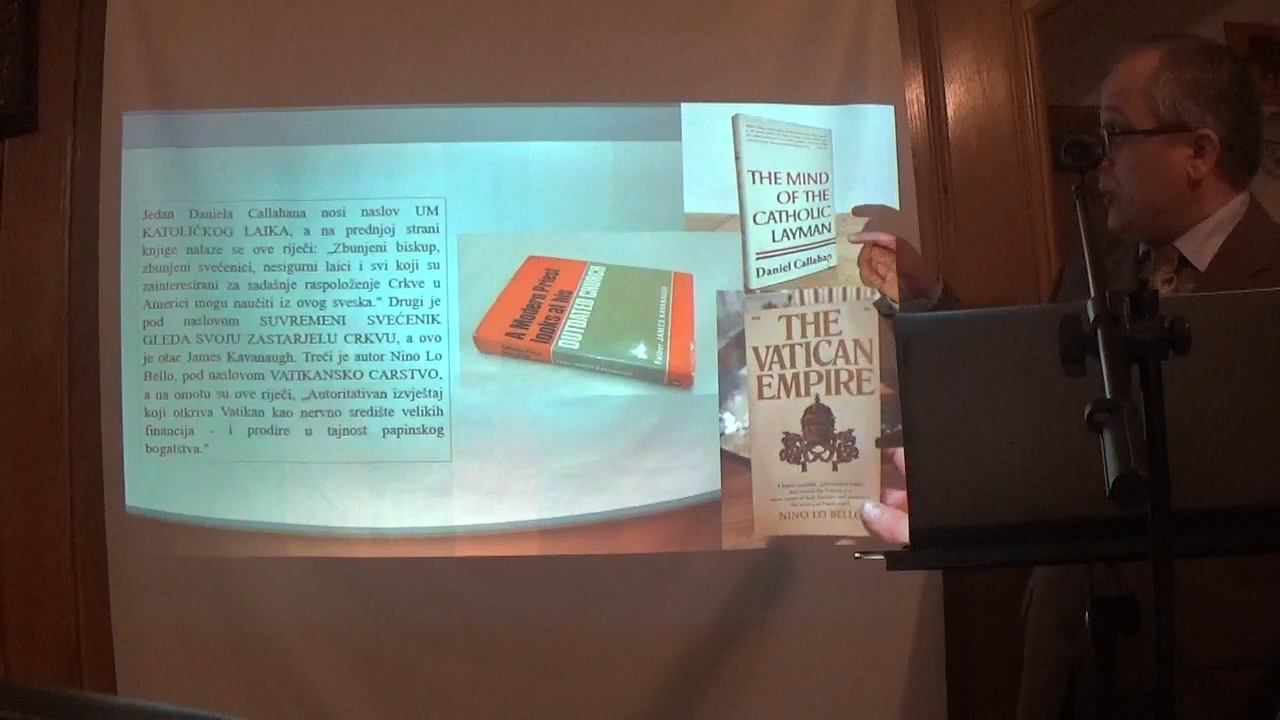 Jedan Daniela Callahana nosi naslov UM
KATOLIČKOG LAIKA, a na prednjoj strani
knjige nalaze se ove riječi: „Zbunjeni biskup,
zbunjeni svećenici, nesigurni laici i svi koji su
zainteresirani za sadašnje raspoloženje Crkve u
Americi mogu naučiti iz ovog sveska." Drugi je
pod naslovom SUVREMENI SVEĆENIK
GLEDA SVOJU ZASTARJELU CRKVU, a ovo
je otac James Kavanaugh. Treći je autor Nino Lo
Bello, pod naslovom VATIKANSKO CARSTVO,
a na omotu su ove riječi, „Autoritativan izvještaj
koji otkriva Vatikan kao nervno središte velikih
financija - i prodire u tajnost papinskog
bogatstva."
A Modern Priest
looks at his
OUTDATED CHURCH
Father JAMES KAVANAUGH
THE MIND
OF THE
CATHOLIC
LAYMAN
Daniel Callahan
THE
VATICAN
EMPIRE
NINO LO BELLO